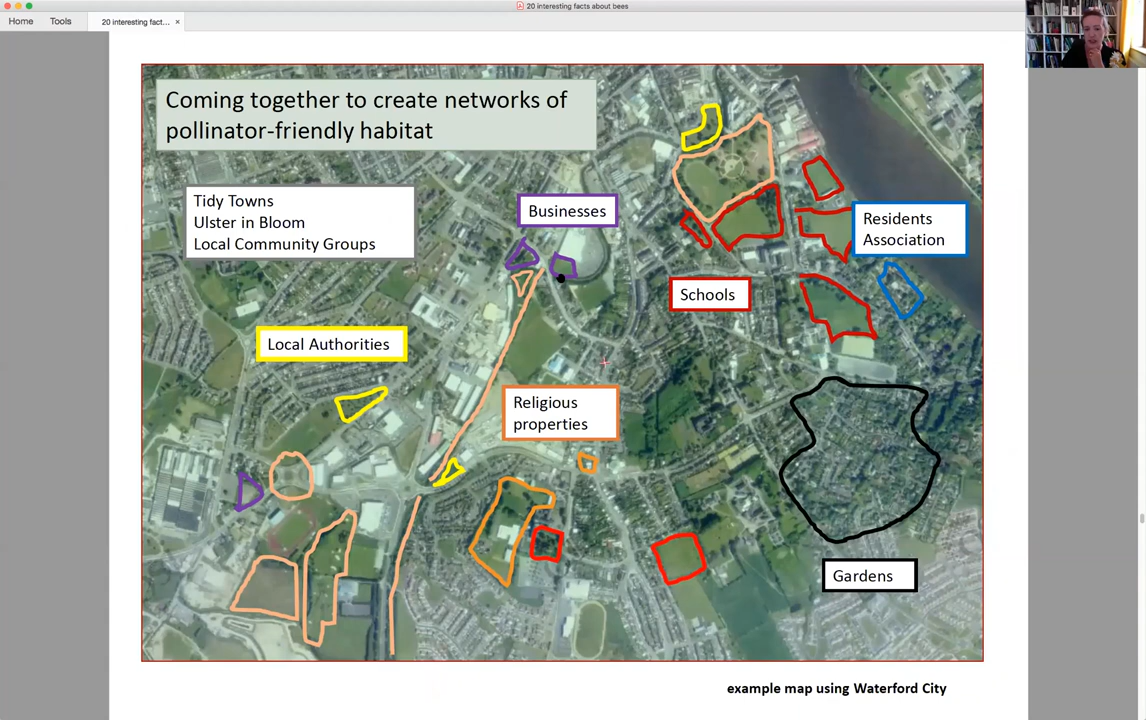 20 interesting facts about bees
Home
Tools
20 interesting fact...
Coming together to create networks of
pollinator-friendly habitat
Tidy Towns
Ulster in Bloom
Local Community Groups
Businesses
Residents
Association
Schools
Local Authorities
Religious
properties
Gardens
example map using Waterford City